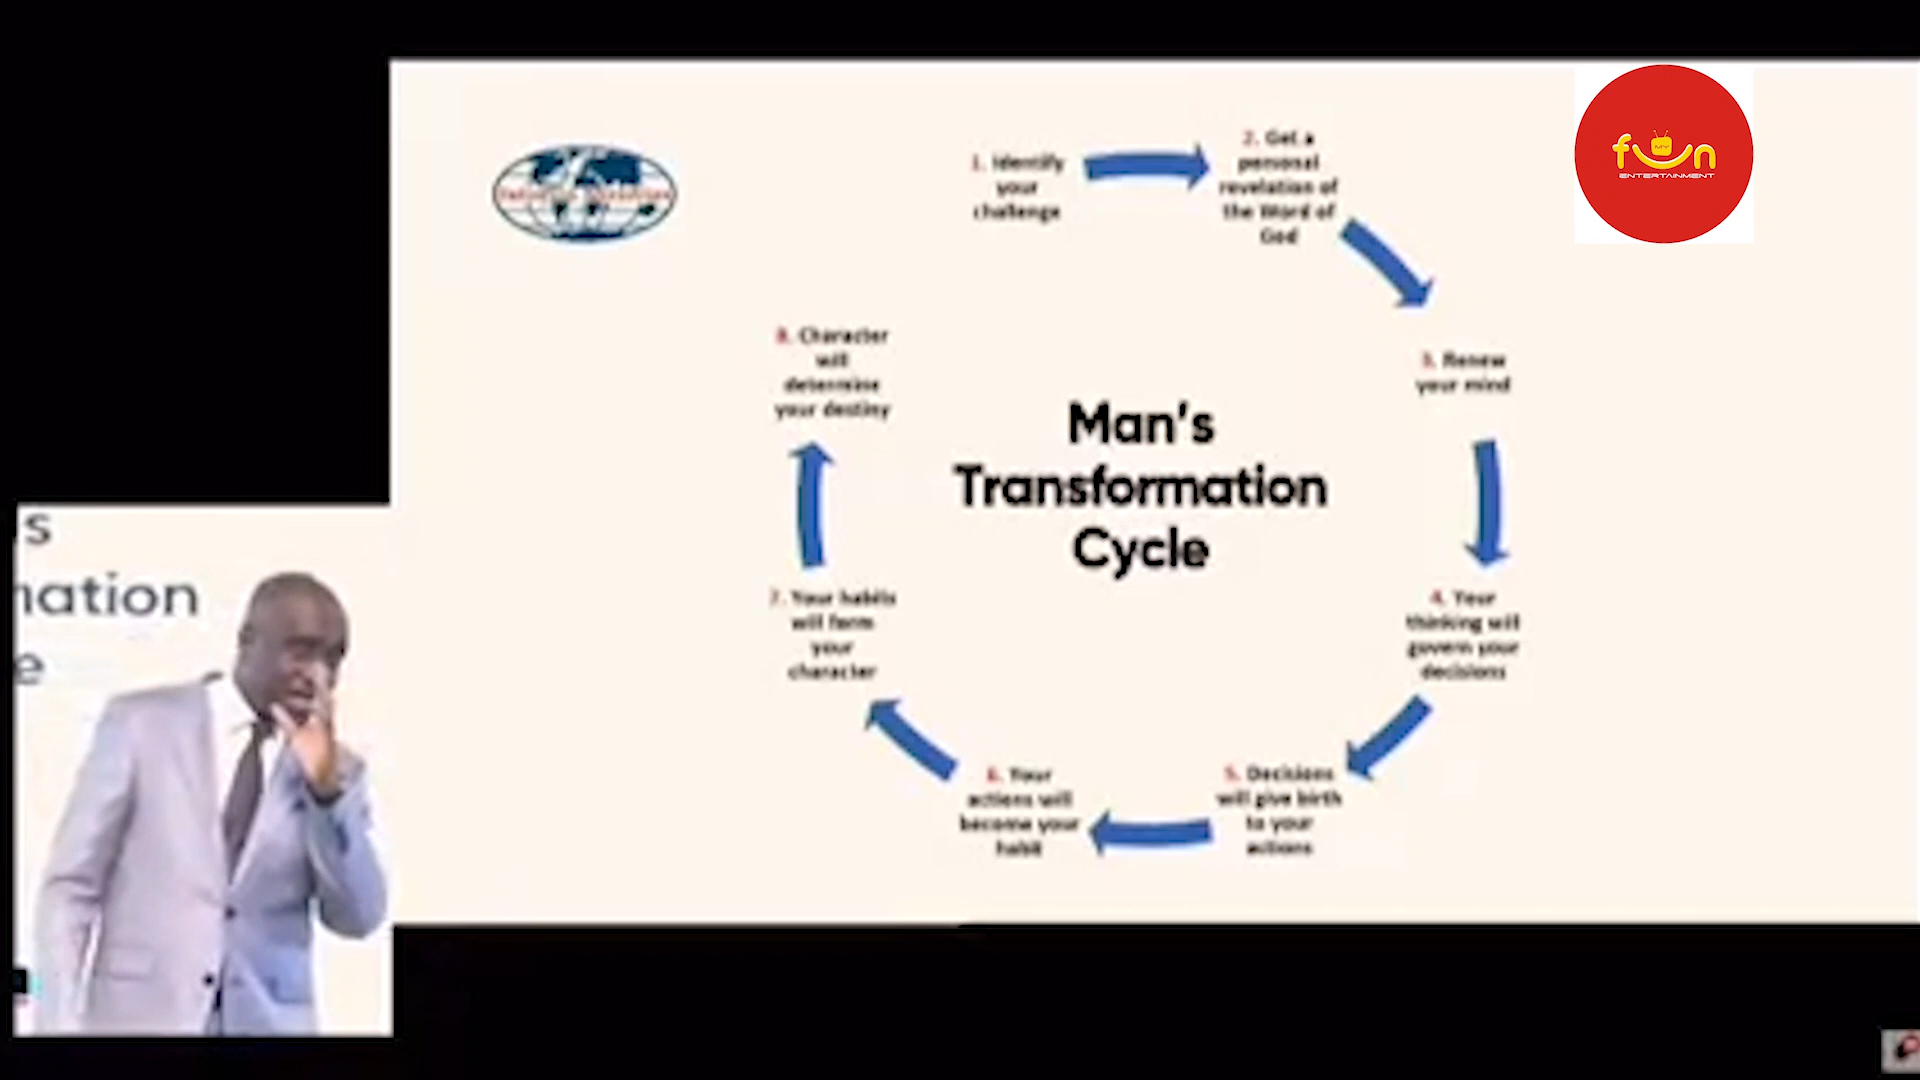 1. Identify
your
challenge
2. Get a
personal
revelation of
the Word of
God
3. Renew
your mind
4. Your
thinking will
govern your
decisions
5. Decisions
will give birth
to your
actions
6. Your
actions will
become your
habit
7. Your habits
will form
your
character
8. Character
will
determine
your destiny
Man's
Transformation
Cycle
fun
MY
ENTERTAINMENT
s
nation
e